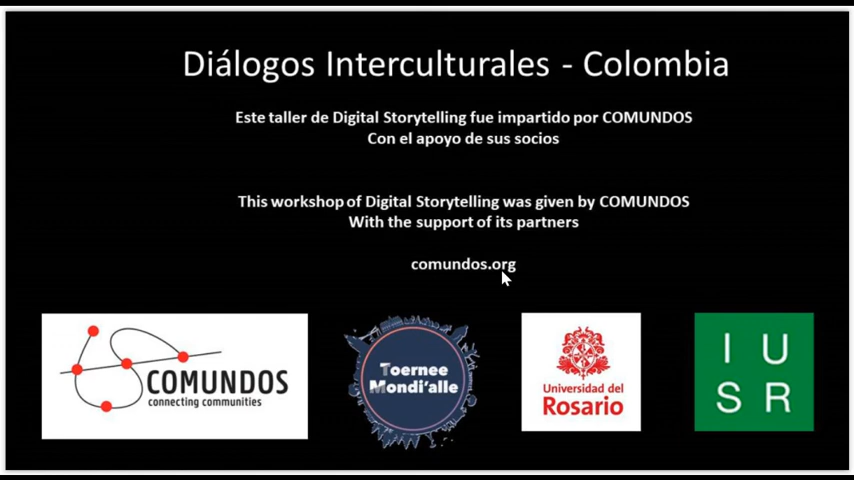 Diálogos Interculturales - Colombia
Este taller de Digital Storytelling fue impartido por COMUNDOS
Con el apoyo de sus socios
This workshop of Digital Storytelling was given by COMUNDOS
With the support of its partners
comundos.org
COMUNDOS
connecting communities
Toernee
Mondi'alle
Universidad del
Rosario
I U
S R